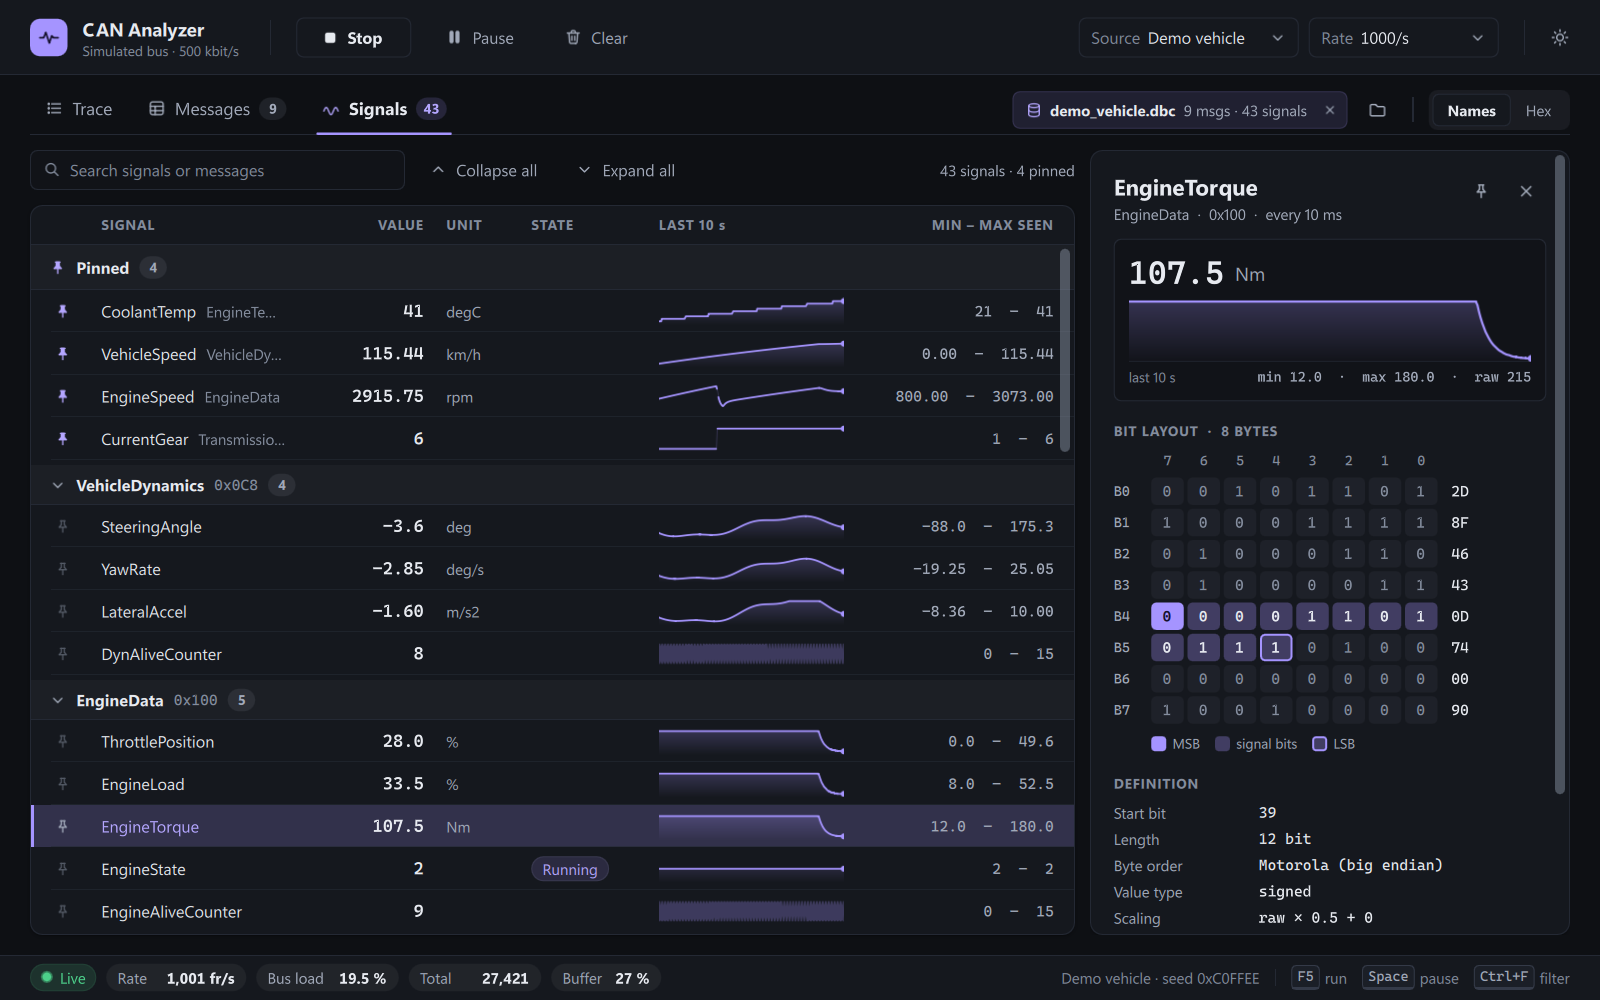 CAN Analyzer
Simulated bus · 500 kbit/s
Stop
Pause
Clear
Source Demo vehicle
Rate 1000/s
Trace
Messages 9
Signals 43
demo_vehicle.dbc 9 msgs · 43 signals
Names
Hex
Search signals or messages
Collapse all
Expand all
43 signals · 4 pinned
SIGNAL VALUE UNIT STATE LAST 10 s MIN – MAX SEEN
Pinned 4
CoolantTemp EngineTe... 41 degC 21 – 41
VehicleSpeed VehicleDy... 115.44 km/h 0.00 – 115.44
EngineSpeed EngineData 2915.75 rpm 800.00 – 3073.00
CurrentGear Transmissio... 6 1 – 6
VehicleDynamics 0x0C8 4
SteeringAngle −3.6 deg −88.0 – 175.3
YawRate −2.85 deg/s −19.25 – 25.05
LateralAccel −1.60 m/s2 −8.36 – 10.00
DynAliveCounter 8 0 – 15
EngineData 0x100 5
ThrottlePosition 28.0 % 0.0 – 49.6
EngineLoad 33.5 % 8.0 – 52.5
EngineTorque 107.5 Nm 12.0 – 180.0
EngineState 2 Running 2 – 2
EngineAliveCounter 9 0 – 15
EngineTorque
EngineData · 0x100 · every 10 ms
107.5 Nm
last 10 s min 12.0 · max 180.0 · raw 215
BIT LAYOUT · 8 BYTES
7 6 5 4 3 2 1 0
B0 0 0 1 0 1 1 0 1 2D
B1 1 0 0 0 1 1 1 1 8F
B2 0 1 0 0 0 1 1 0 46
B3 0 1 0 0 0 0 1 1 43
B4 0 0 0 0 1 1 0 1 0D
B5 0 1 1 1 0 1 0 0 74
B6 0 0 0 0 0 0 0 0 00
B7 1 0 0 1 0 0 0 0 90
MSB signal bits LSB
DEFINITION
Start bit 39
Length 12 bit
Byte order Motorola (big endian)
Value type signed
Scaling raw × 0.5 + 0
Live
Rate 1,001 fr/s
Bus load 19.5 %
Total 27,421
Buffer 27 %
Demo vehicle · seed 0xC0FFEE
F5 run
Space pause
Ctrl+F filter